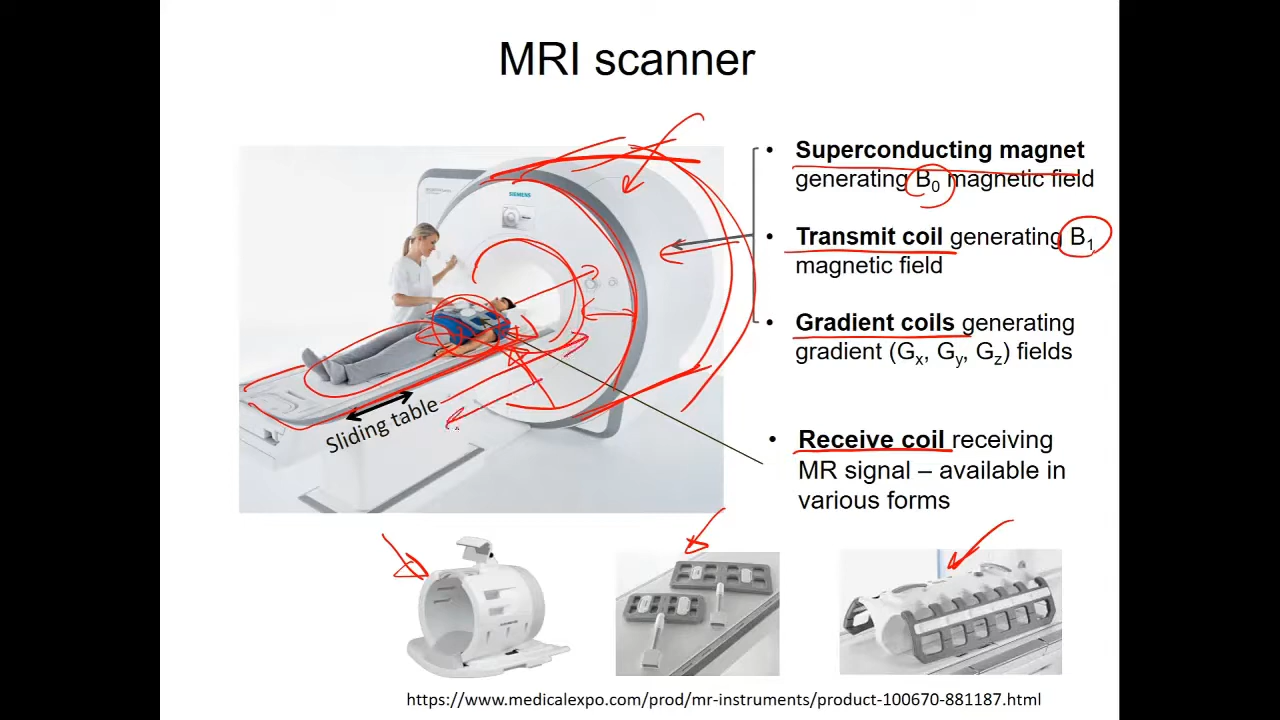 MRI scanner
SIEMENS
Sliding table
• Superconducting magnet
generating B₀ magnetic field
• Transmit coil generating B₁
magnetic field
• Gradient coils generating
gradient (Gₓ, Gᵧ, G₂) fields
• Receive coil receiving
MR signal – available in
various forms
https://www.medicalexpo.com/prod/mr-instruments/product-100670-881187.html